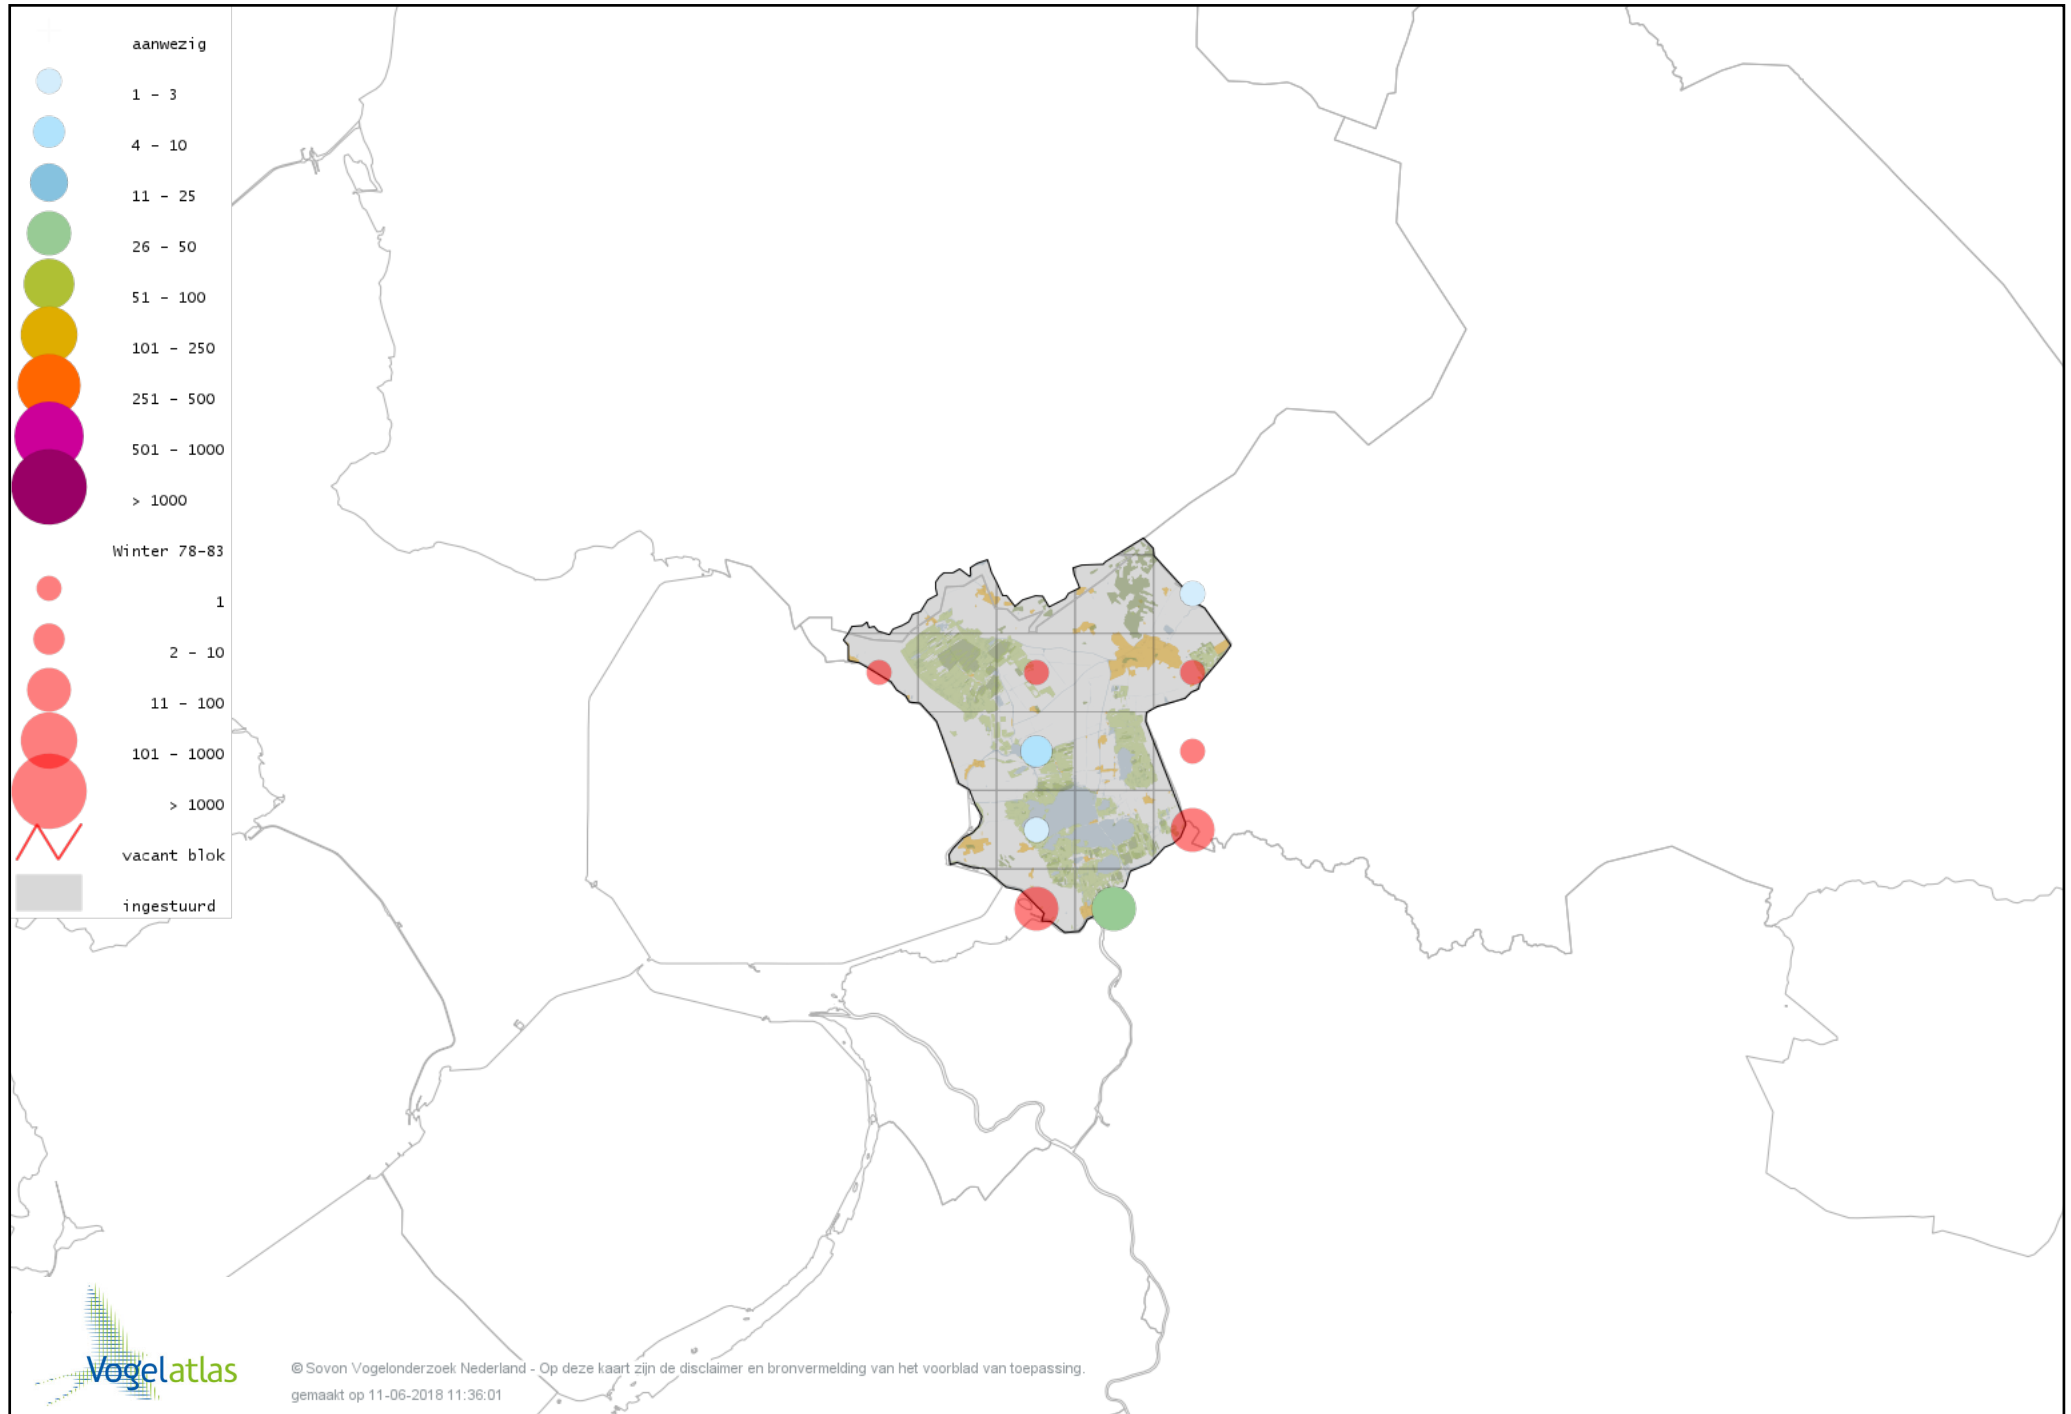 aanwezig
1 - 3
4 - 10
11 - 25
26 - 50
51 - 100
101 - 250
251 - 500
501 - 1000
> 1000
Winter 78-83
1
2 - 10
11 - 100
101 - 1000
> 1000
vacant blok
ingestuurd
Vogelatlas
© Sovon Vogelonderzoek Nederland - Op deze kaart zijn de disclaimer en bronvermelding van het voorblad van toepassing.
gemaakt op 11-06-2018 11:36:01